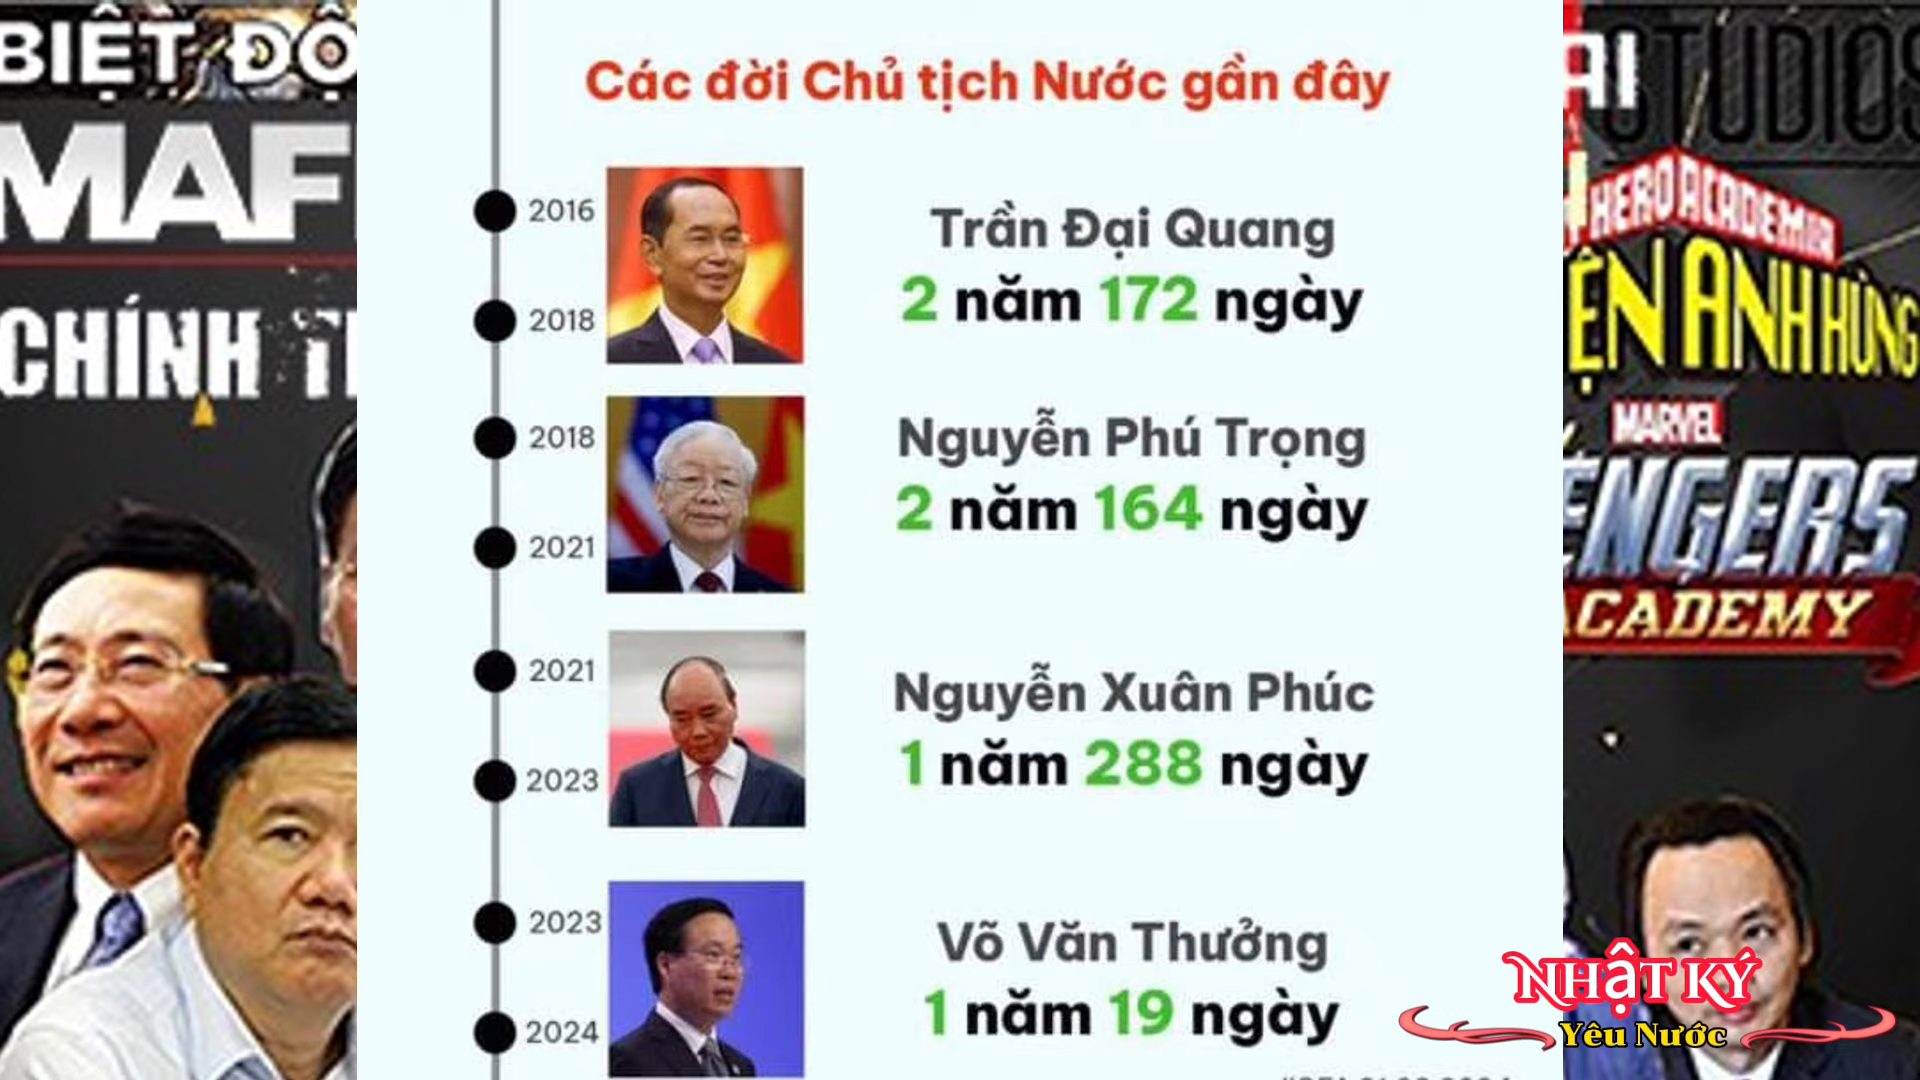 BIỆT ĐỘ
MAF
CHÍNH T
Các đời Chủ tịch Nước gần đây
2016
Trần Đại Quang
2 năm 172 ngày
2018
2018
Nguyễn Phú Trọng
2 năm 164 ngày
2021
2021
Nguyễn Xuân Phúc
1 năm 288 ngày
2023
2023
Võ Văn Thưởng
1 năm 19 ngày
2024
AI
STUDIOS
HERO ACADEMIA
ỆN ANH HÙNG
MARVEL
ENGERS
ACADEMY
NHẬT KÝ
Yêu Nước